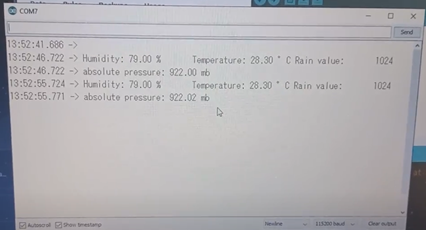 COM7
Send
13:52:41.686 ->
13:52:46.722 -> Humidity: 79.00 % Temperature: 28.30 ° C Rain value: 1024
13:52:46.722 -> absolute pressure: 922.00 mb
13:52:55.724 -> Humidity: 79.00 % Temperature: 28.30 ° C Rain value: 1024
13:52:55.771 -> absolute pressure: 922.02 mb
Autoscroll Show timestamp Newline 115200 baud Clear output